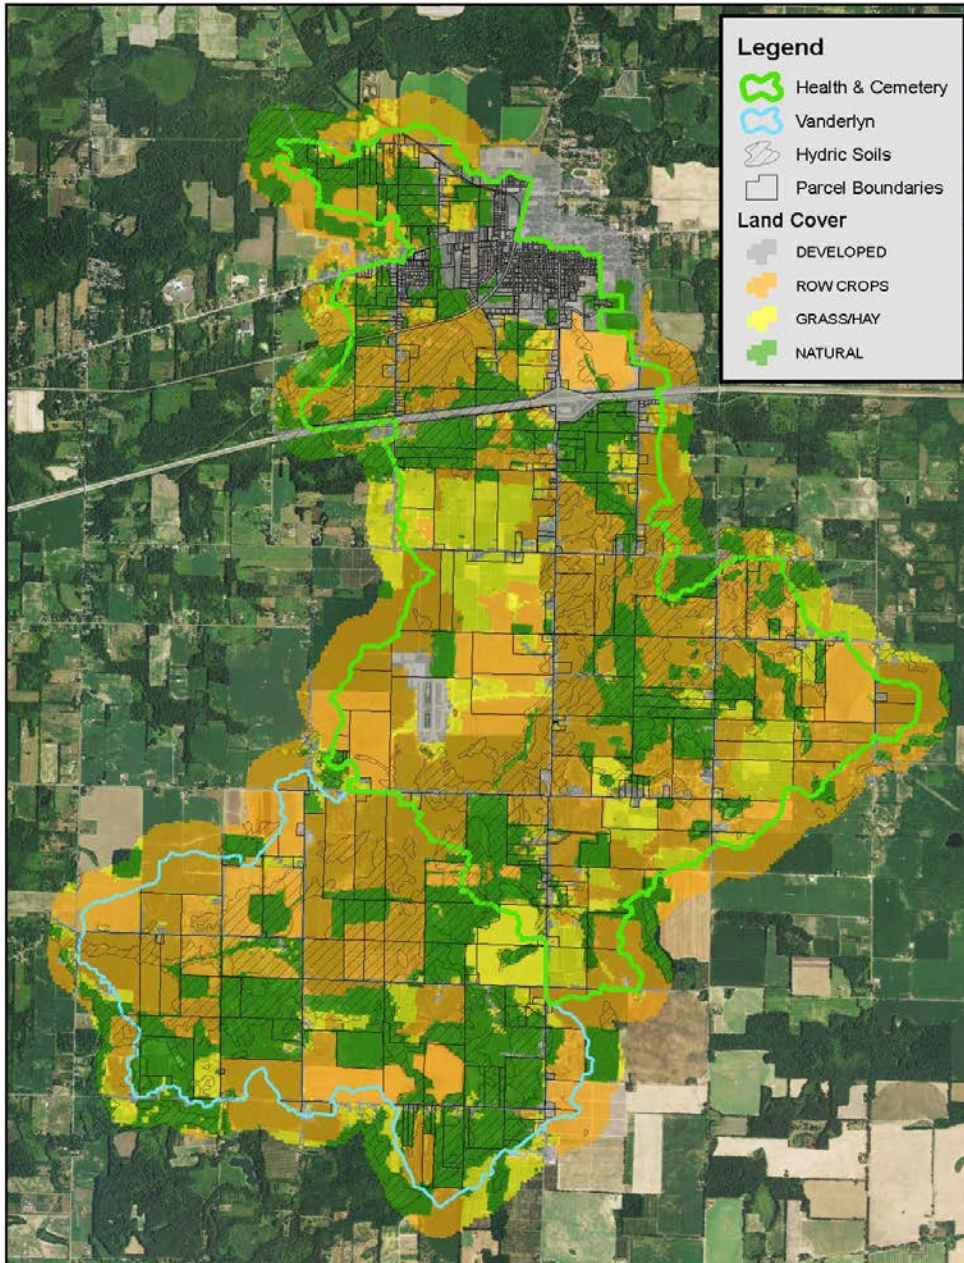 Legend
Health & Cemetery
Vanderlyn
Hydric Soils
Parcel Boundaries
Land Cover
DEVELOPED
ROW CROPS
GRASS/HAY
NATURAL